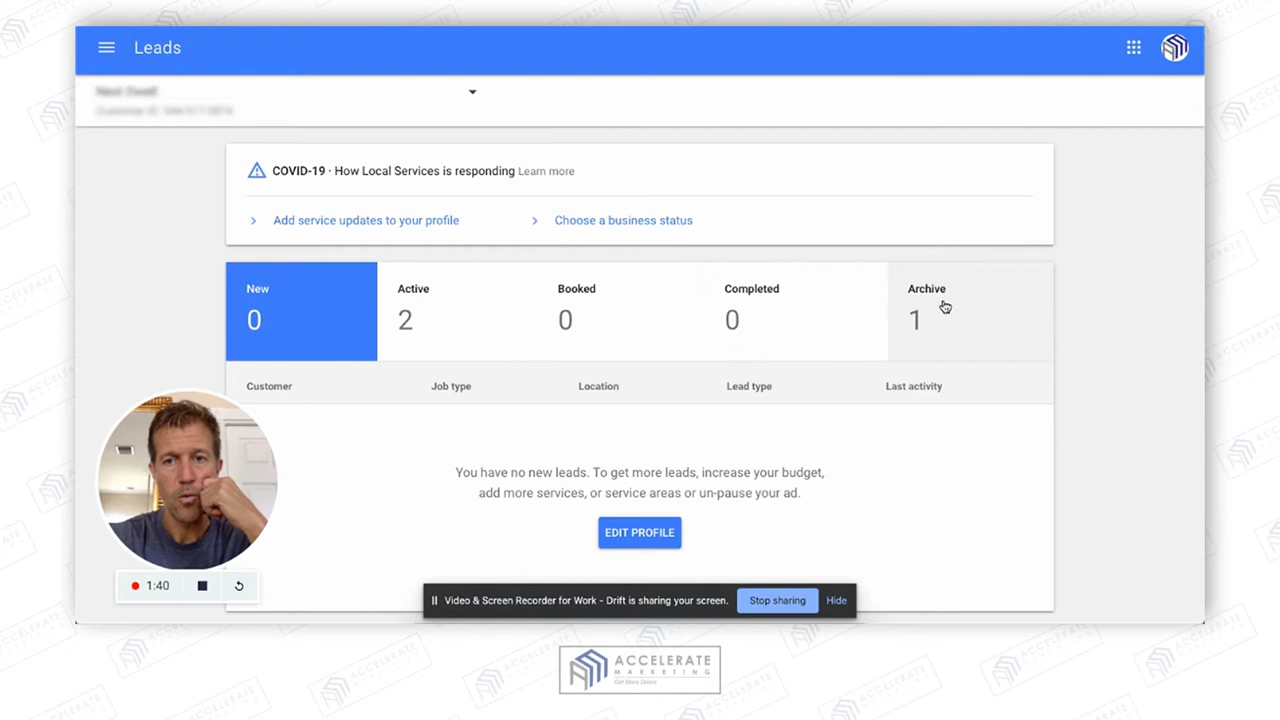 Leads
COVID-19 · How Local Services is responding Learn more
Add service updates to your profile
Choose a business status
New
0
Active
2
Booked
0
Completed
0
Archive
1
Customer
Job type
Location
Lead type
Last activity
You have no new leads. To get more leads, increase your budget,
add more services, or service areas or un-pause your ad.
EDIT PROFILE
1:40
Video & Screen Recorder for Work - Drift is sharing your screen.
Stop sharing
Hide
ACCELERATE
MARKETING
Get More Doors